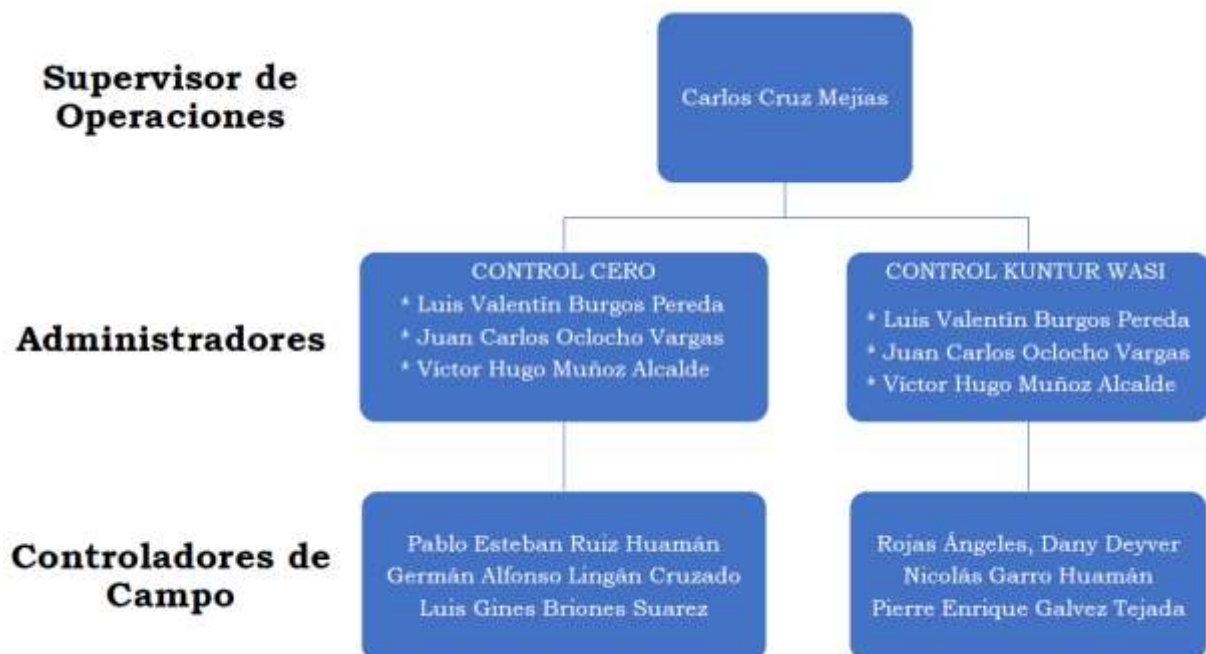 Supervisor de
Operaciones
Carlos Cruz Mejias
Administradores
CONTROL CERO
* Luis Valentín Burgos Pereda
* Juan Carlos Oclocho Vargas
* Víctor Hugo Muñoz Alcalde
CONTROL KUNTUR WASI
* Luis Valentín Burgos Pereda
* Juan Carlos Oclocho Vargas
* Víctor Hugo Muñoz Alcalde
Controladores de
Campo
Pablo Esteban Ruiz Huamán
Germán Alfonso Lingán Cruzado
Luis Gines Briones Suarez
Rojas Ángeles, Dany Deyver
Nicolás Garro Huamán
Pierre Enrique Galvez Tejada